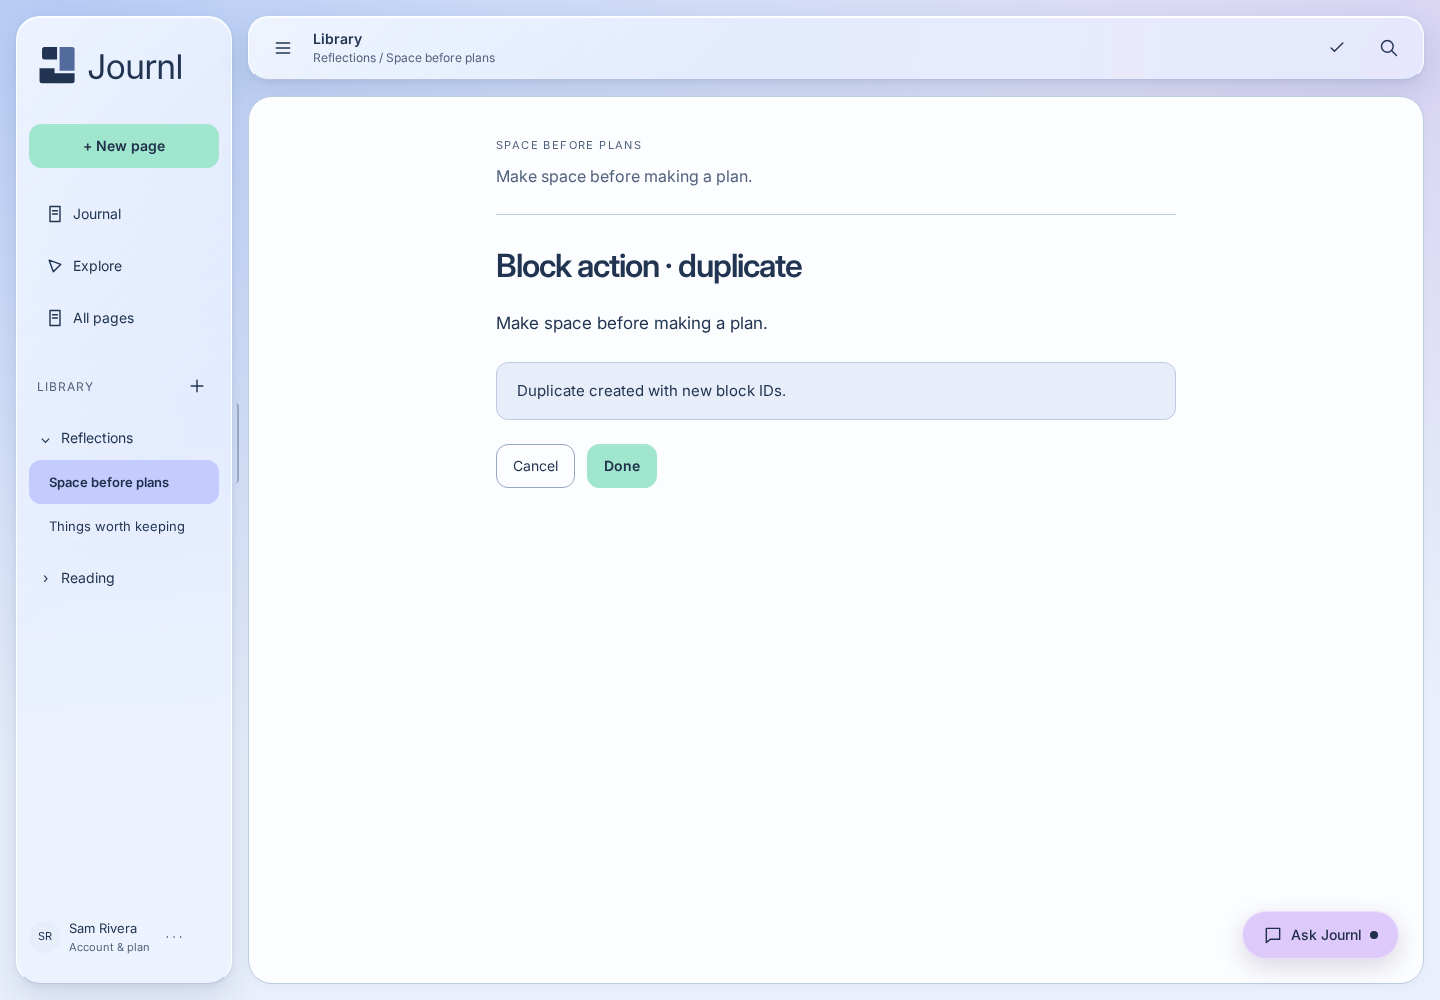 Journl
+ New page
Journal
Explore
All pages
LIBRARY
Reflections
Space before plans
Things worth keeping
Reading
SR
Sam Rivera
Account & plan
Library
Reflections / Space before plans
SPACE BEFORE PLANS
Make space before making a plan.
Block action · duplicate
Make space before making a plan.
Duplicate created with new block IDs.
Cancel
Done
Ask Journl